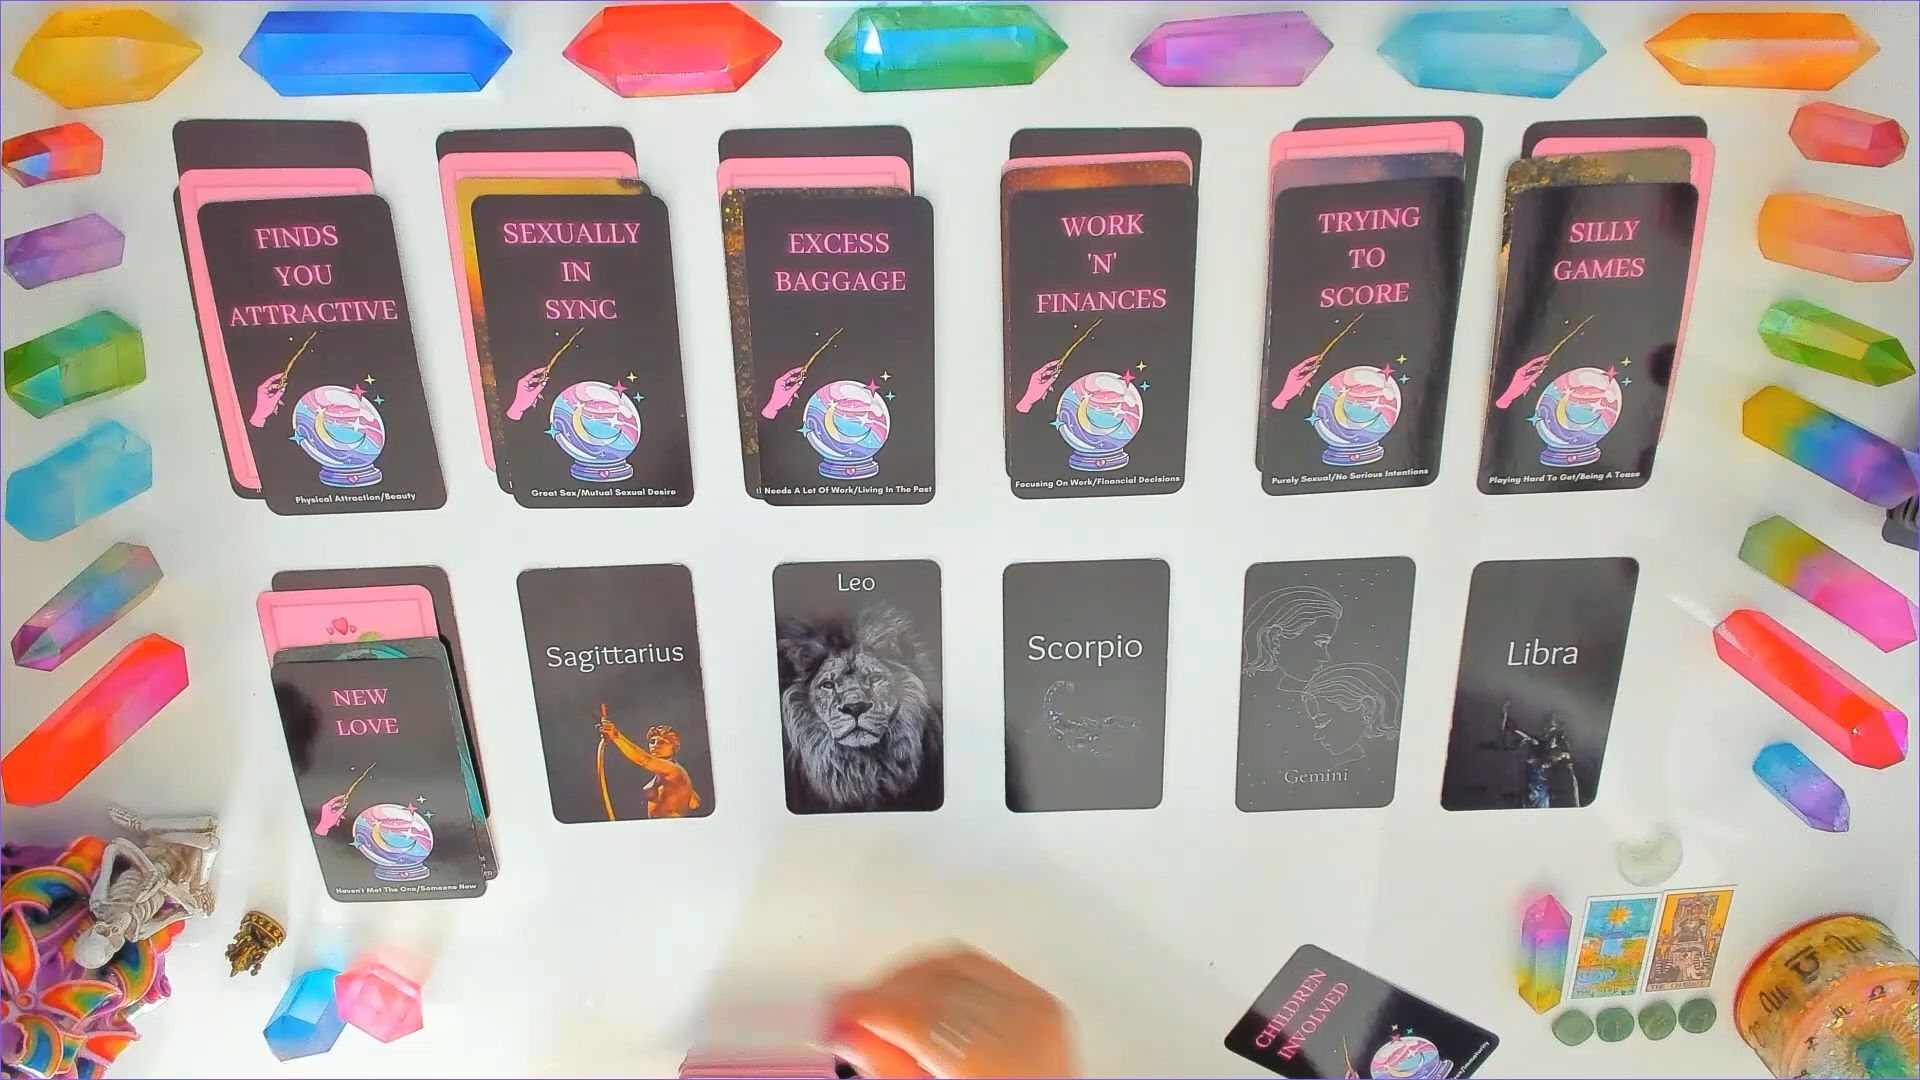 FINDS
YOU
ATTRACTIVE
Physical Attraction/Beauty
SEXUALLY
IN
SYNC
Great Sex/Mutual Sexual Desire
EXCESS
BAGGAGE
Needs A Lot Of Work/Living In The Past
WORK
'N'
FINANCES
Focusing On Work/Financial Decisions
TRYING
TO
SCORE
Purely Sexual/No Serious Intentions
SILLY
GAMES
Playing Hard To Get/Being A Tease
NEW
LOVE
Haven't Met The One/Someone New
Sagittarius
Leo
Scorpio
Gemini
Libra
CHILDREN
INVOLVED
THE CHARIOT